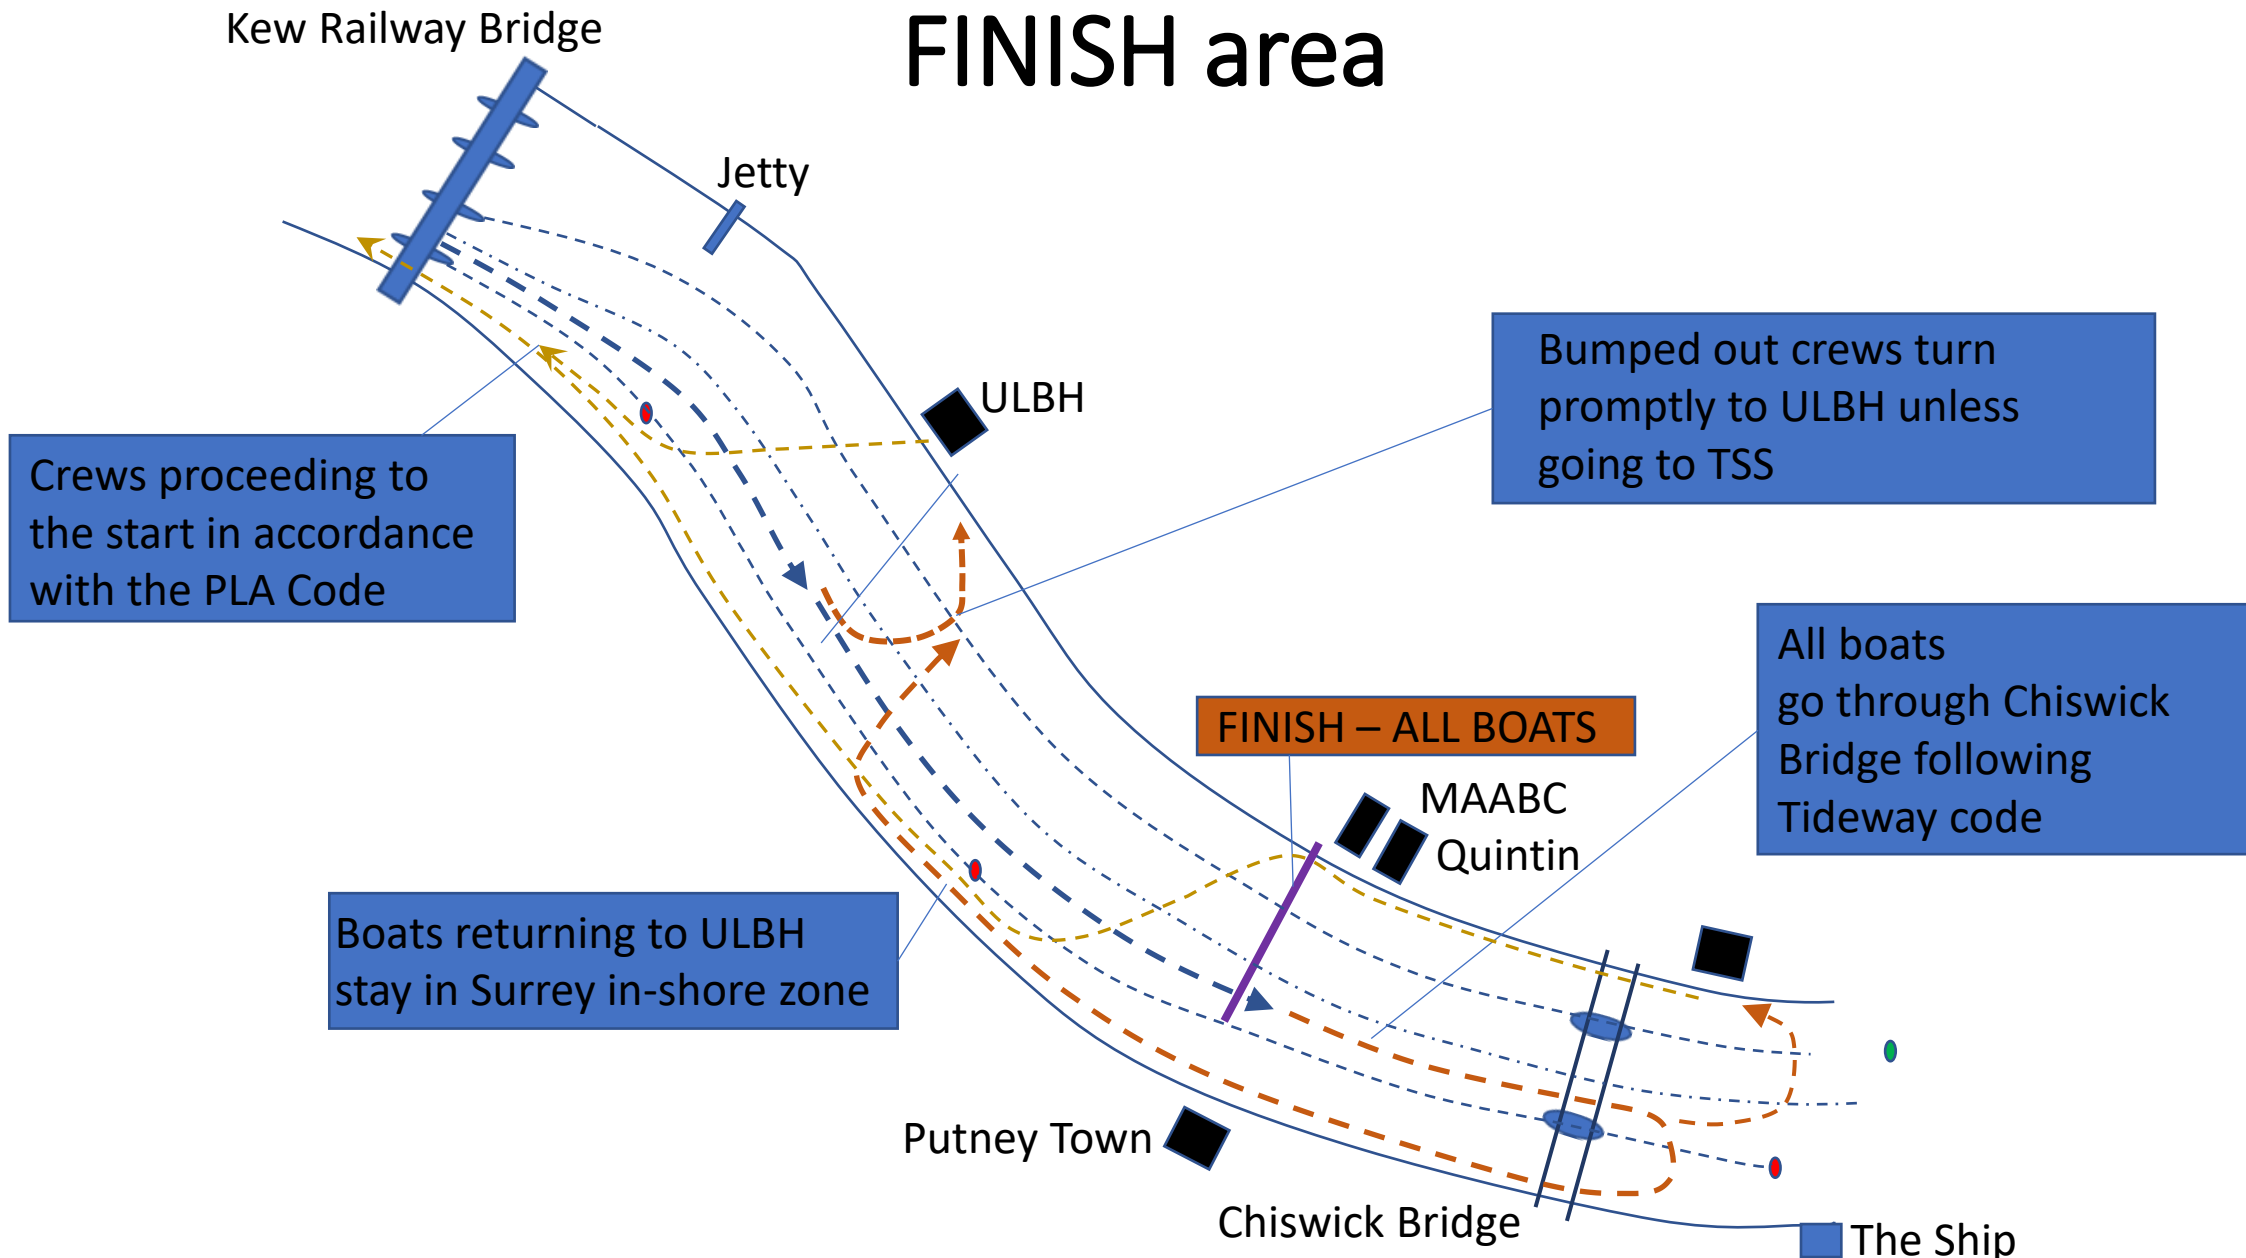 FINISH area
Kew Railway Bridge
Jetty
ULBH
Bumped out crews turn
promptly to ULBH unless
going to TSS
Crews proceeding to
the start in accordance
with the PLA Code
All boats
go through Chiswick
Bridge following
Tideway code
FINISH – ALL BOATS
MAABC
Quintin
Boats returning to ULBH
stay in Surrey in-shore zone
Putney Town
Chiswick Bridge
The Ship